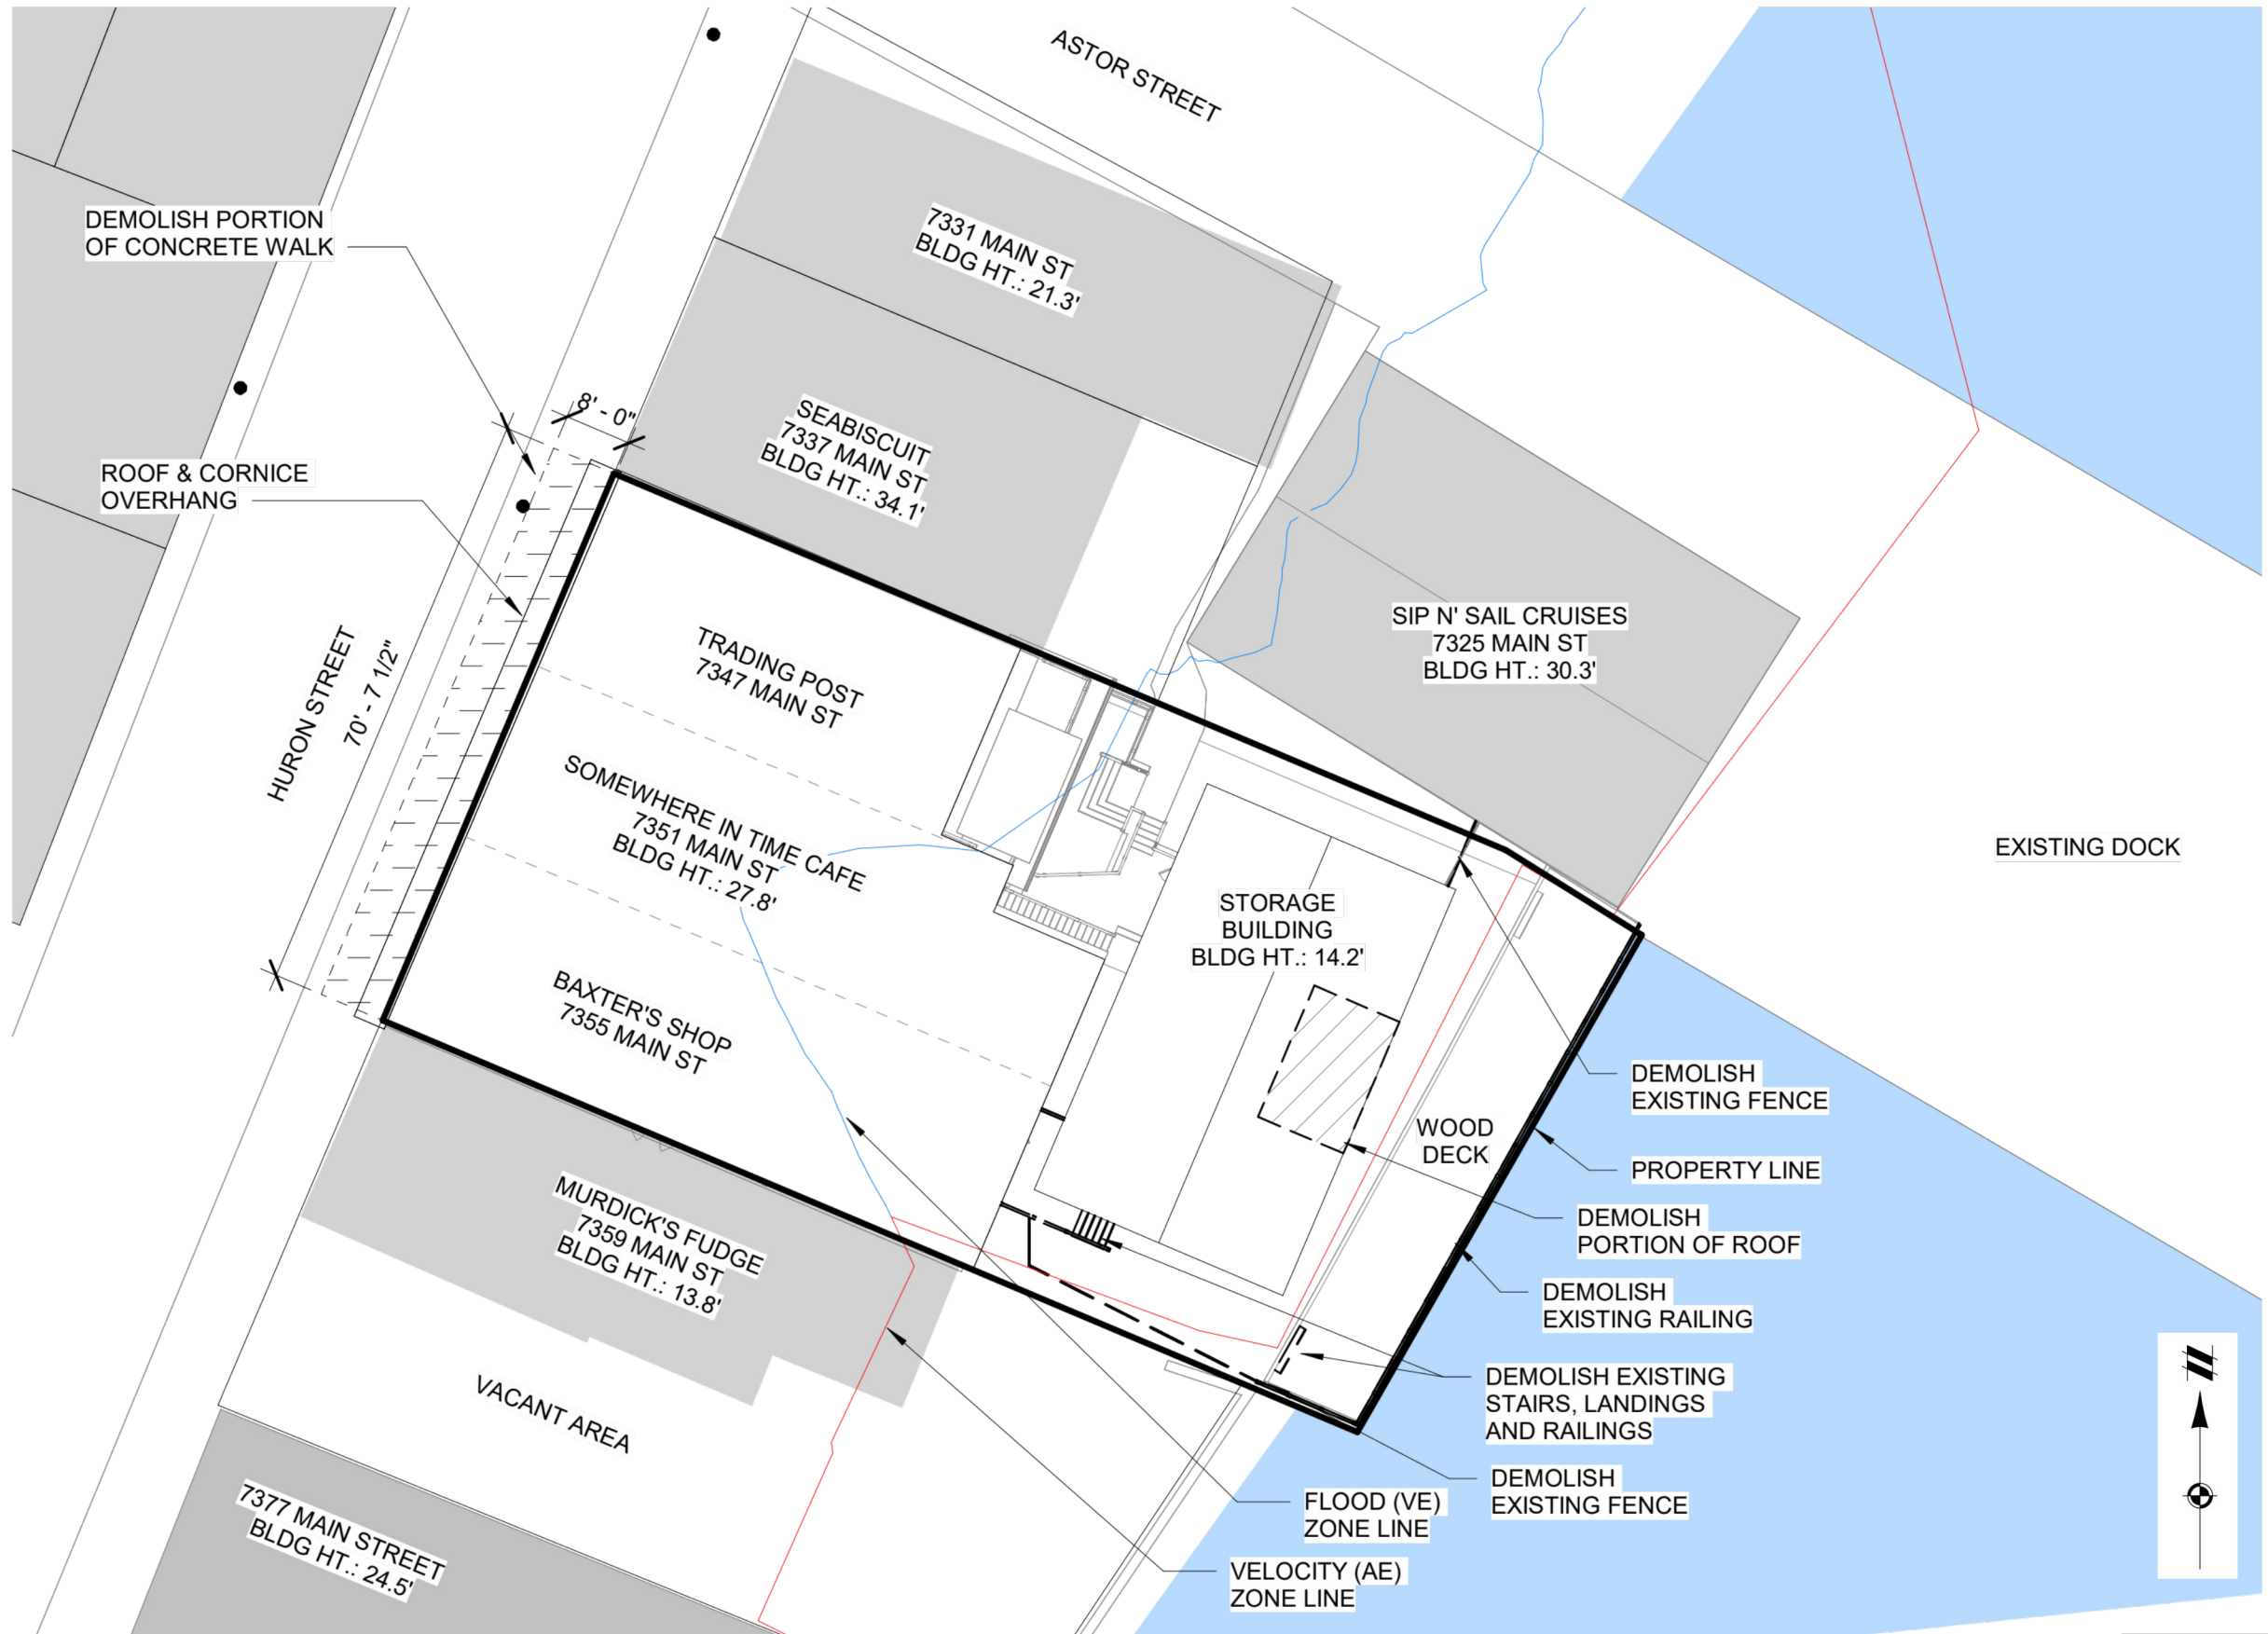 ASTOR STREET
DEMOLISH PORTION
OF CONCRETE WALK
7331 MAIN ST
BLDG HT.: 21.3'
8' - 0"
SEABISCUIT
7337 MAIN ST
BLDG HT.: 34.1'
ROOF & CORNICE
OVERHANG
SIP N' SAIL CRUISES
7325 MAIN ST
BLDG HT.: 30.3'
TRADING POST
7347 MAIN ST
HURON STREET
70' - 7 1/2"
SOMEWHERE IN TIME CAFE
7351 MAIN ST
BLDG HT.: 27.8'
EXISTING DOCK
STORAGE
BUILDING
BLDG HT.: 14.2'
BAXTER'S SHOP
7355 MAIN ST
DEMOLISH
EXISTING FENCE
WOOD
DECK
PROPERTY LINE
MURDICK'S FUDGE
7359 MAIN ST
BLDG HT.: 13.8'
DEMOLISH
PORTION OF ROOF
DEMOLISH
EXISTING RAILING
VACANT AREA
DEMOLISH EXISTING
STAIRS, LANDINGS
AND RAILINGS
DEMOLISH
EXISTING FENCE
FLOOD (VE)
ZONE LINE
7377 MAIN STREET
BLDG HT.: 24.5'
VELOCITY (AE)
ZONE LINE